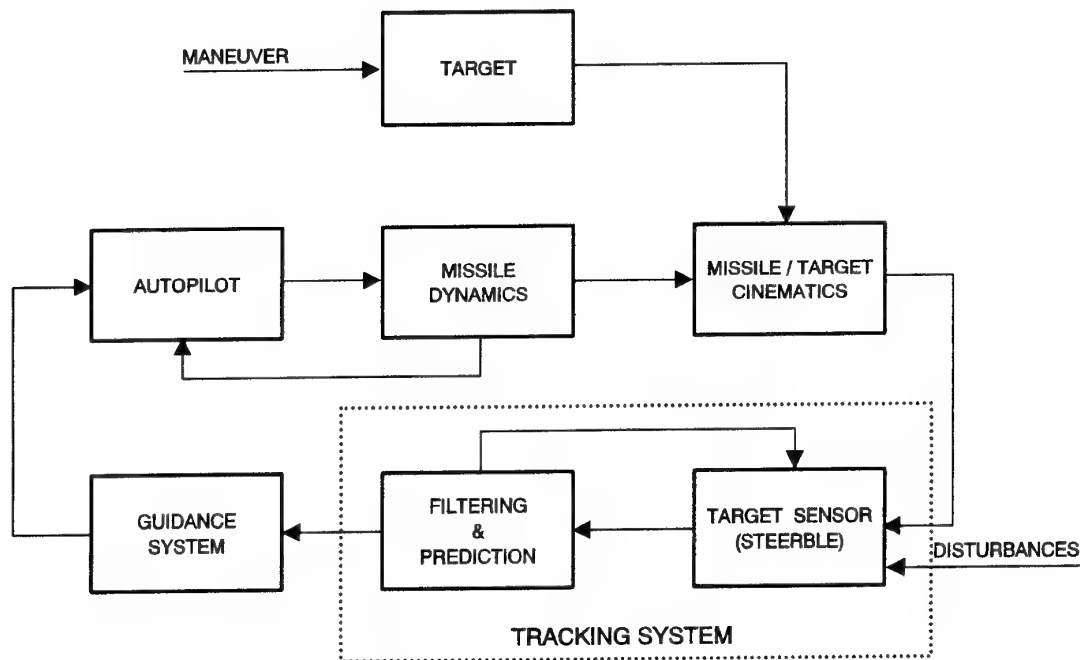 MANEUVER
TARGET
AUTOPILOT
MISSILE
DYNAMICS
MISSILE / TARGET
CINEMATICS
GUIDANCE
SYSTEM
FILTERING
&
PREDICTION
TARGET SENSOR
(STEERBLE)
DISTURBANCES
TRACKING SYSTEM